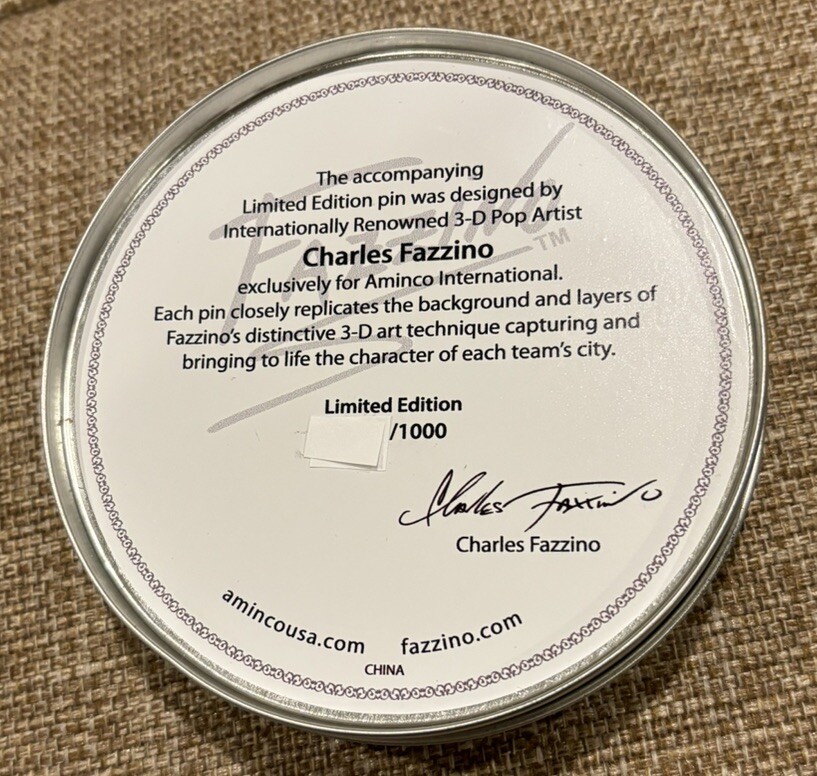 The accompanying
Limited Edition pin was designed by
Internationally Renowned 3-D Pop Artist
Charles Fazzino
exclusively for Aminco International.
Each pin closely replicates the background and layers of
Fazzino's distinctive 3-D art technique capturing and
bringing to life the character of each team's city.
FAZZINO™
Limited Edition
/1000
Charles Fazzino
Charles Fazzino
amincousa.com fazzino.com
CHINA